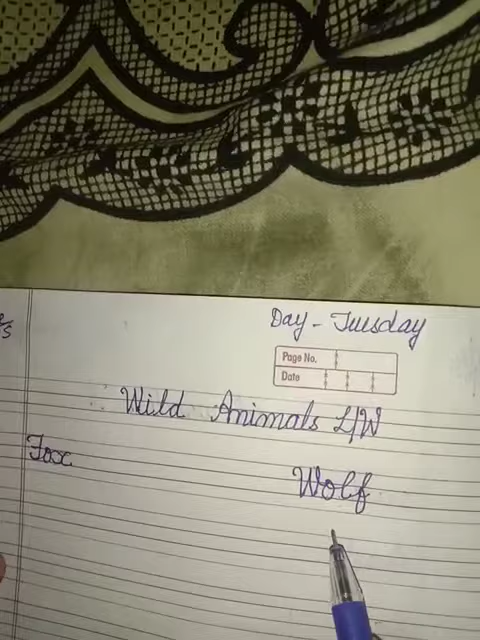 Day - Tuesday
Page No.
Date
Wild Animals L/W
Fox
Wolf